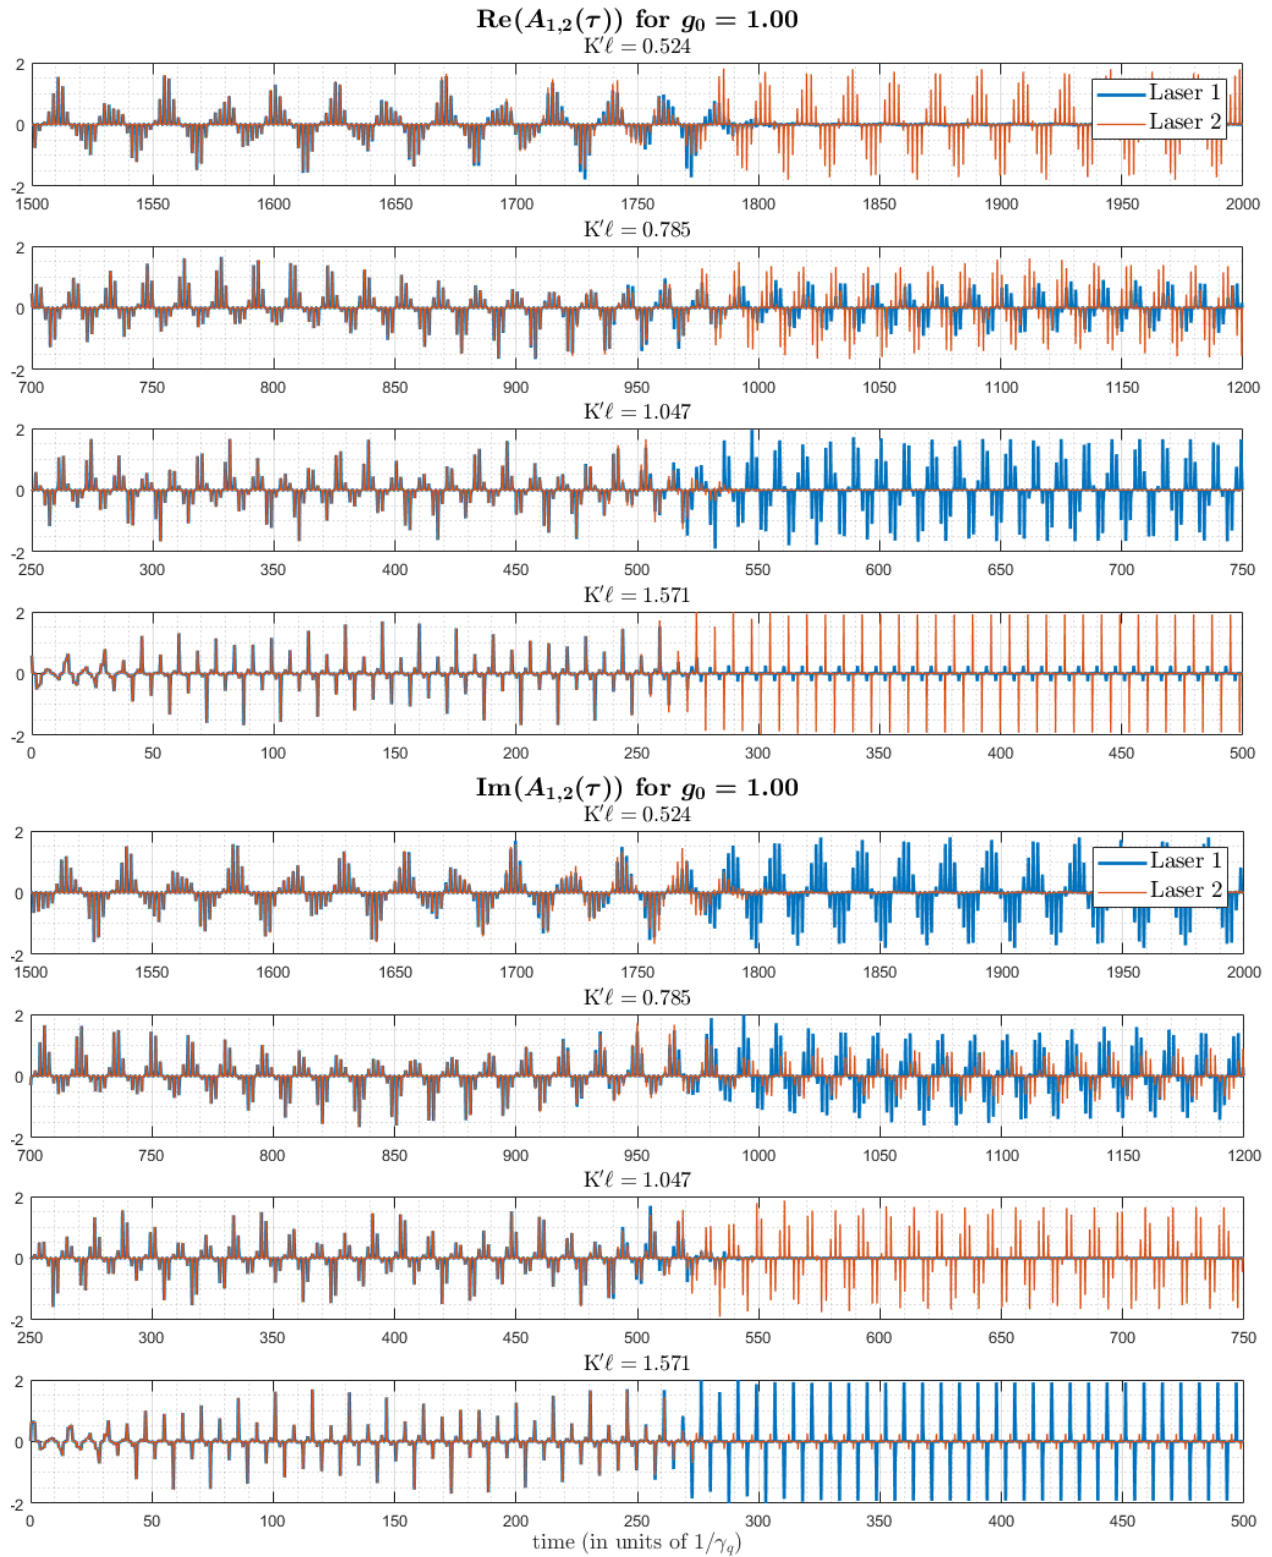 Re(A₁,₂(τ)) for g₀ = 1.00
K′ℓ = 0.524
2
0
-2
1500 1550 1600 1650 1700 1750 1800 1850 1900 1950 2000
Laser 1
Laser 2
K′ℓ = 0.785
2
0
-2
700 750 800 850 900 950 1000 1050 1100 1150 1200
K′ℓ = 1.047
2
0
-2
250 300 350 400 450 500 550 600 650 700 750
K′ℓ = 1.571
2
0
-2
0 50 100 150 200 250 300 350 400 450 500
Im(A₁,₂(τ)) for g₀ = 1.00
K′ℓ = 0.524
2
0
-2
1500 1550 1600 1650 1700 1750 1800 1850 1900 1950 2000
Laser 1
Laser 2
K′ℓ = 0.785
2
0
-2
700 750 800 850 900 950 1000 1050 1100 1150 1200
K′ℓ = 1.047
2
0
-2
250 300 350 400 450 500 550 600 650 700 750
K′ℓ = 1.571
2
0
-2
0 50 100 150 200 250 300 350 400 450 500
time (in units of 1/γ_q)